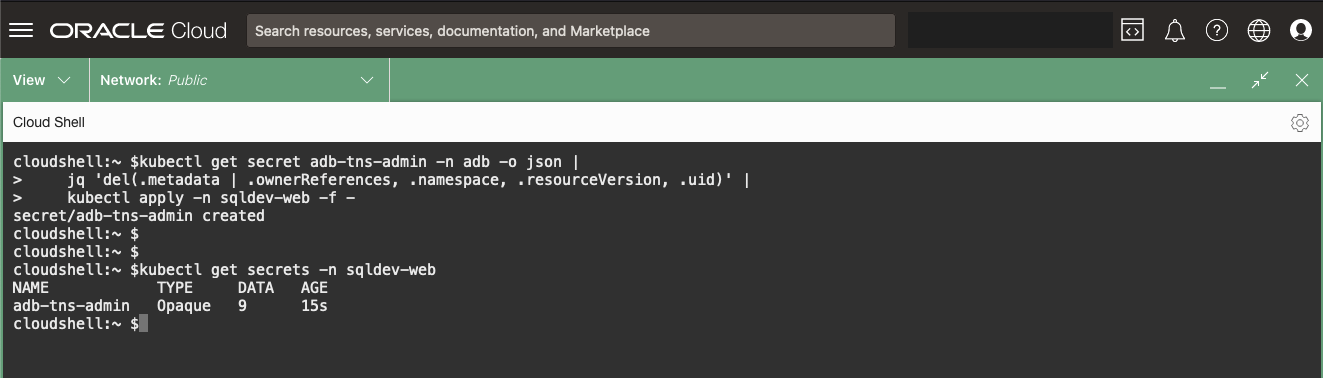 ORACLE Cloud
Search resources, services, documentation, and Marketplace
View
Network: Public
Cloud Shell
cloudshell:~ $kubectl get secret adb-tns-admin -n adb -o json |
>     jq 'del(.metadata | .ownerReferences, .namespace, .resourceVersion, .uid)' |
>     kubectl apply -n sqldev-web -f -
secret/adb-tns-admin created
cloudshell:~ $
cloudshell:~ $
cloudshell:~ $kubectl get secrets -n sqldev-web
NAME            TYPE     DATA   AGE
adb-tns-admin   Opaque   9      15s
cloudshell:~ $